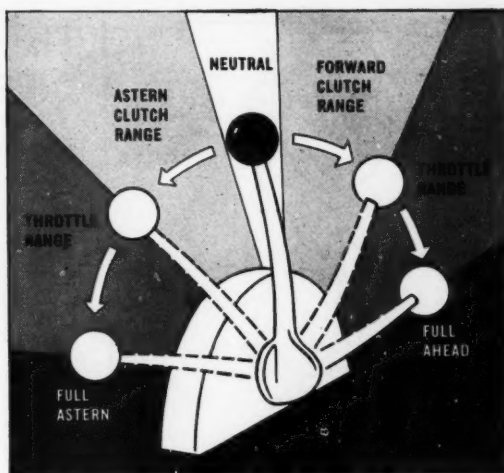 NEUTRAL
ASTERN
CLUTCH
RANGE
FORWARD
CLUTCH
RANGE
THROTTLE
RANGE
THROTTLE
RANGE
FULL
ASTERN
FULL
AHEAD